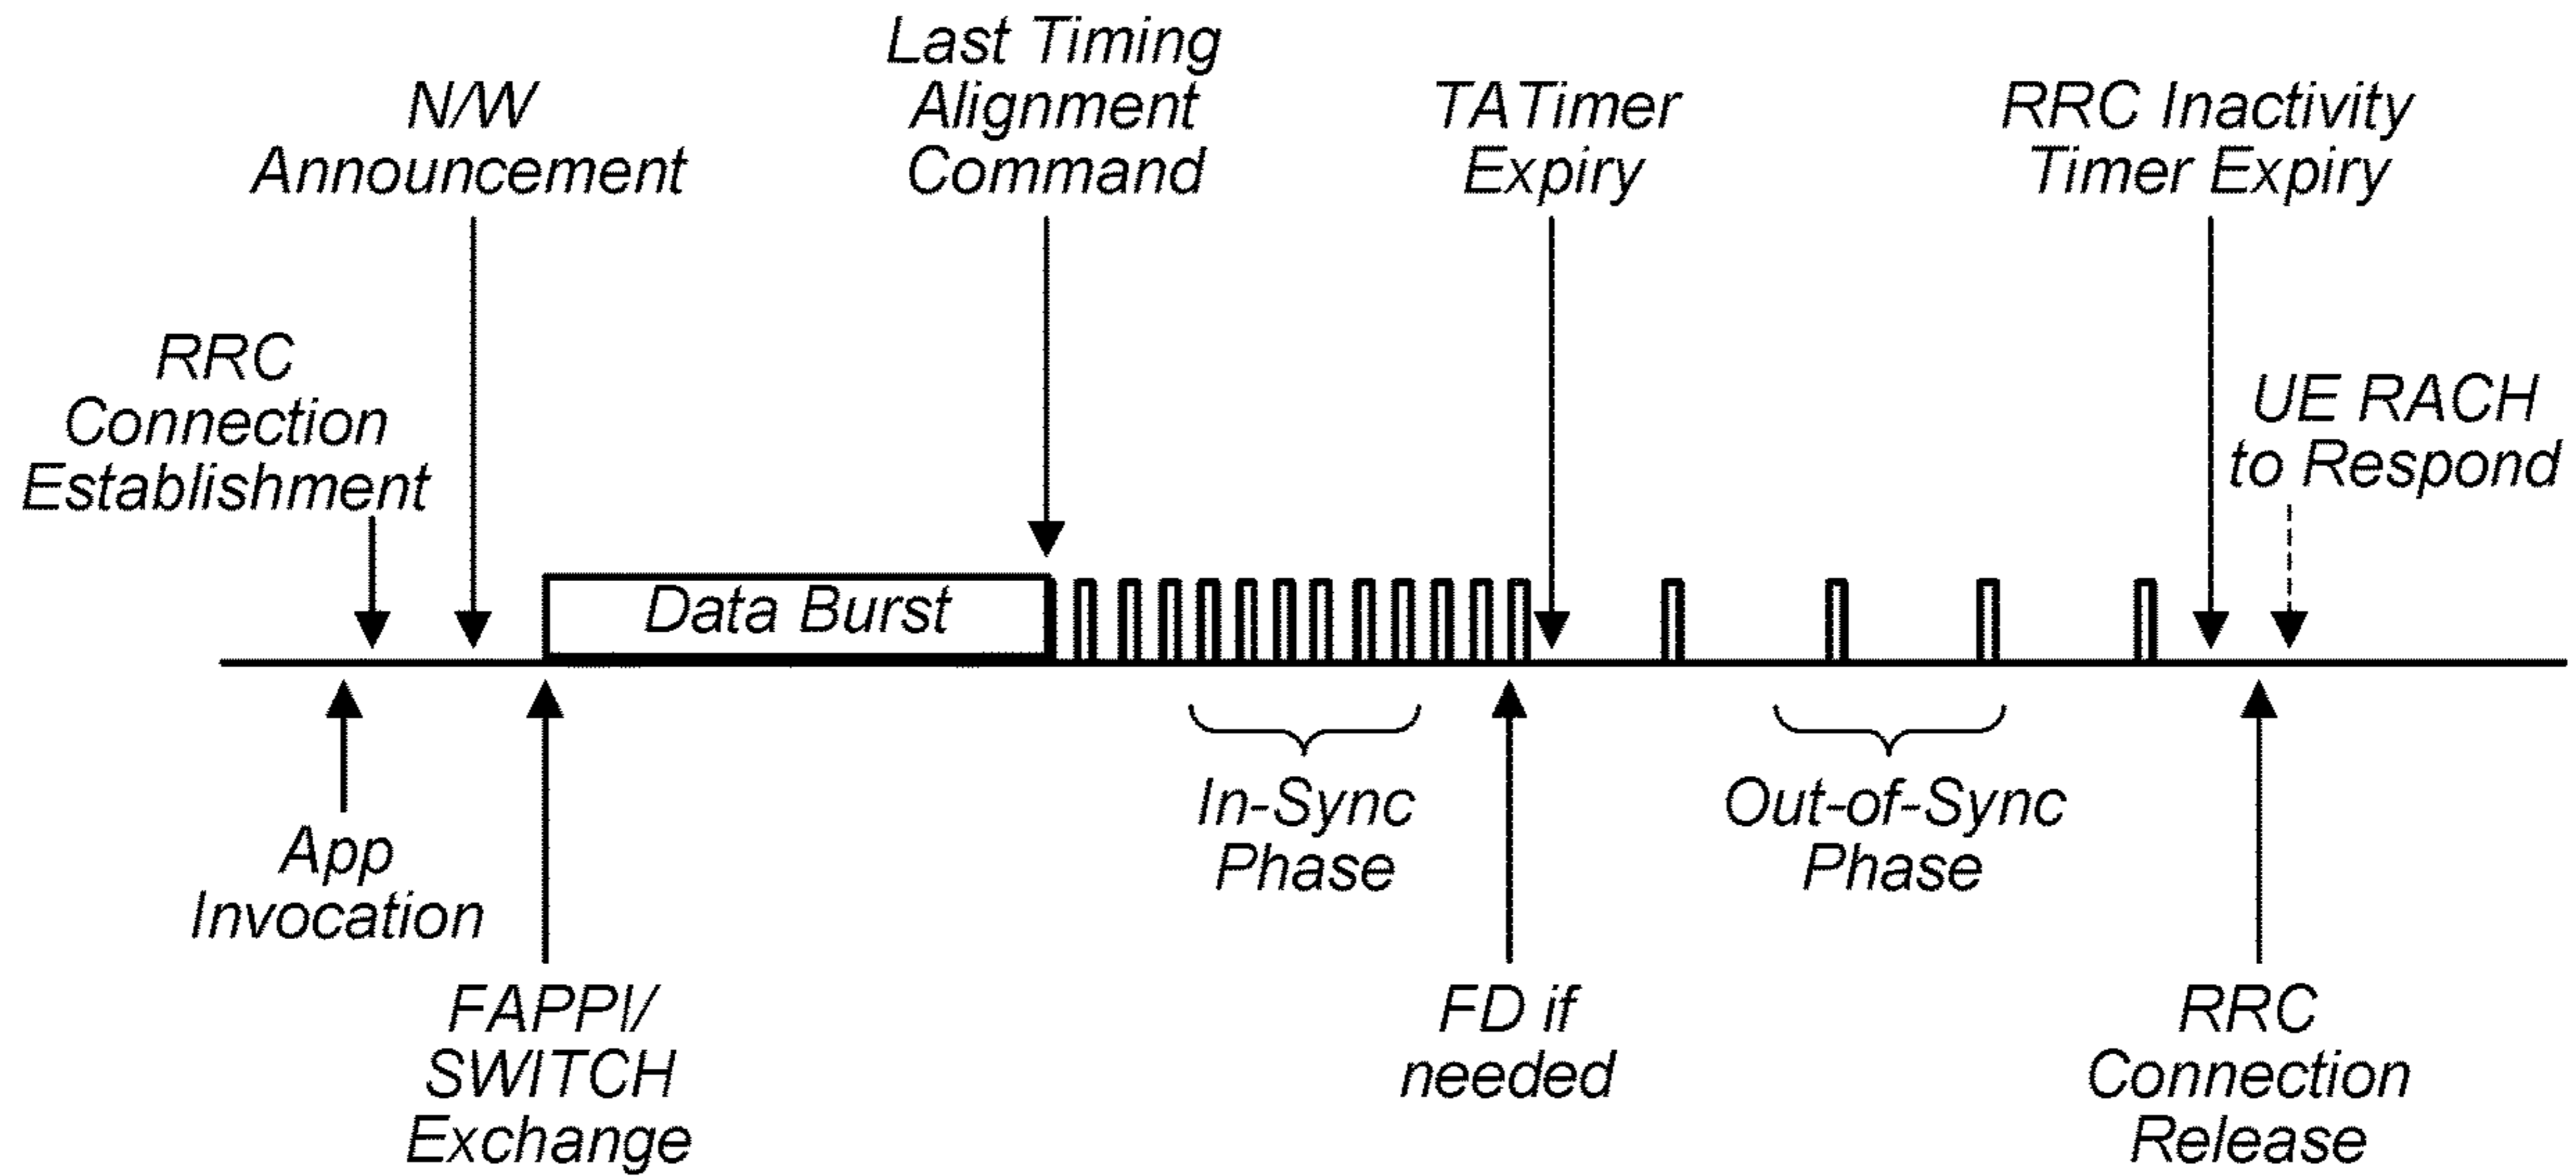 Last Timing
Alignment
Command
N/W
Announcement
TATimer
Expiry
RRC Inactivity
Timer Expiry
RRC
Connection
Establishment
UE RACH
to Respond
Data Burst
In-Sync
Phase
Out-of-Sync
Phase
App
Invocation
FAPPI/
SWITCH
Exchange
FD if
needed
RRC
Connection
Release